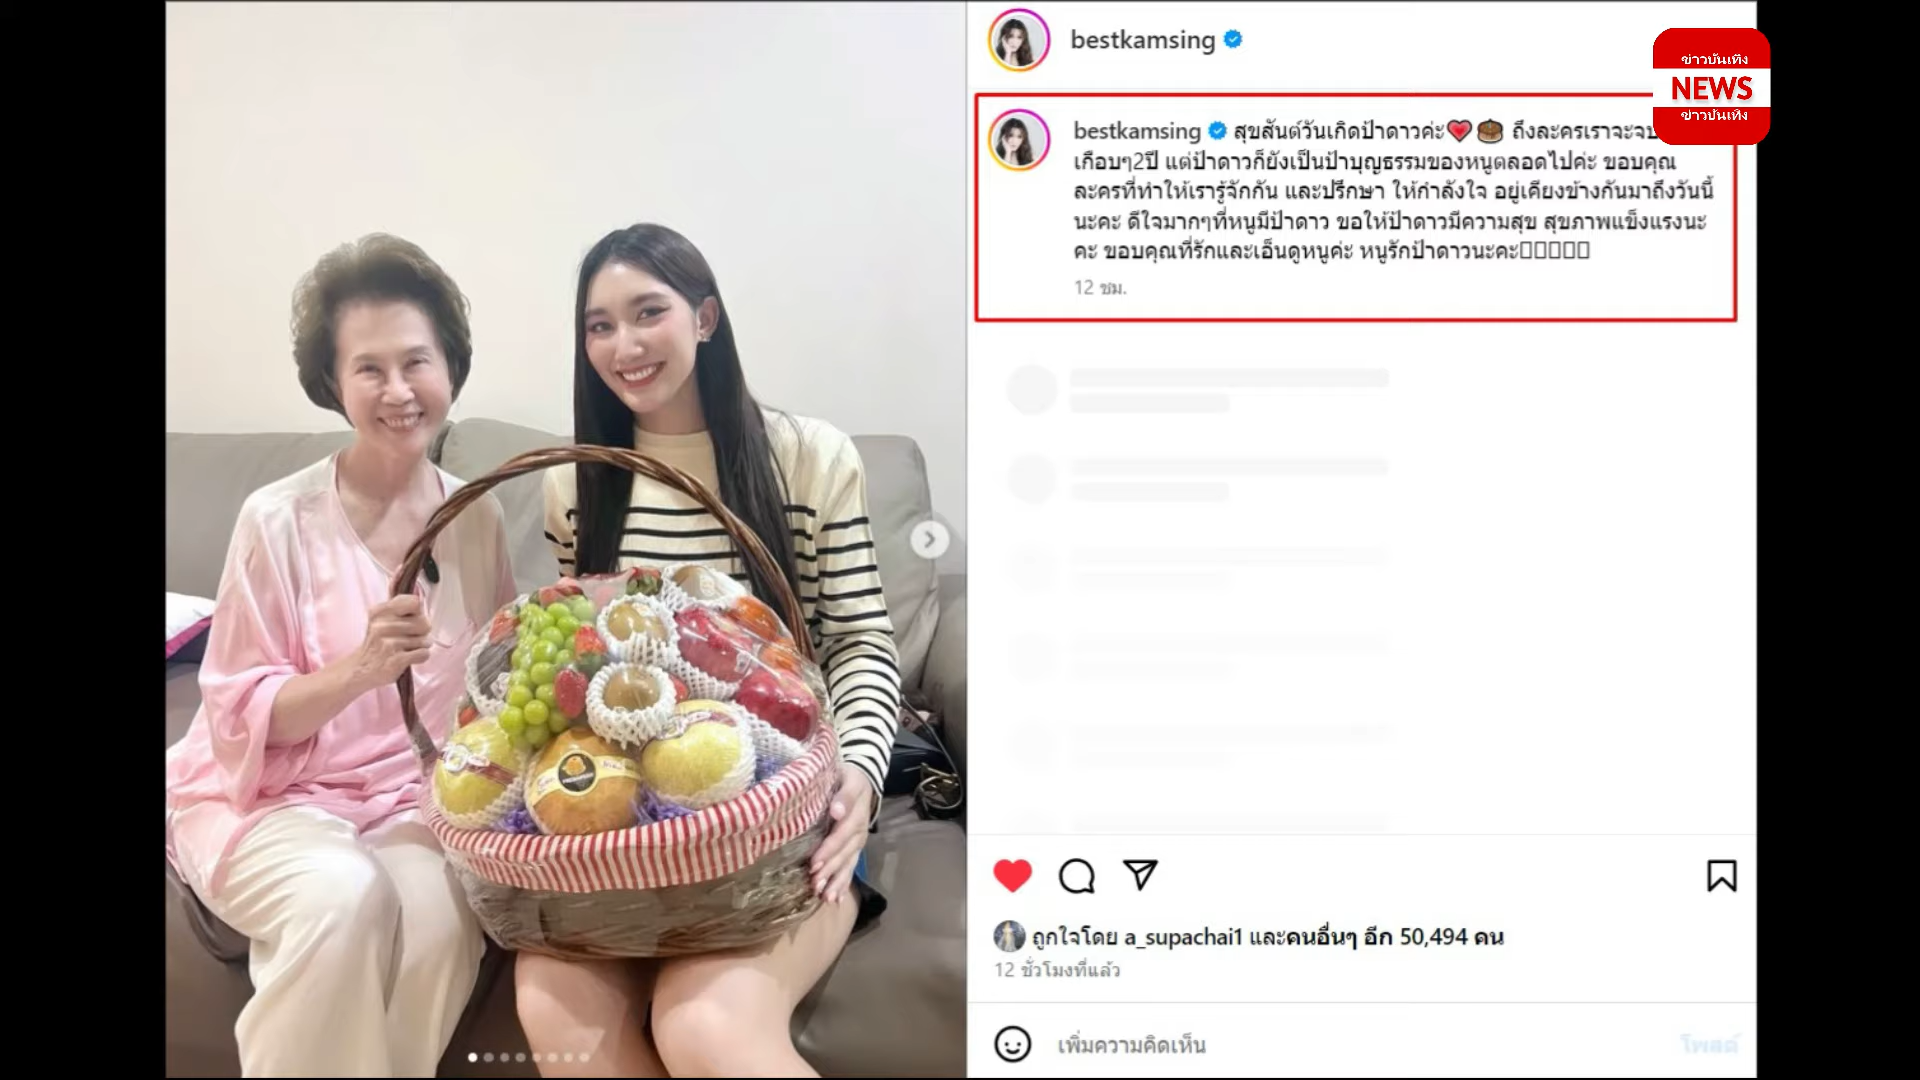 bestkamsing
ข่าวบันเทิง
NEWS
ข่าวบันเทิง
bestkamsing สุขสันต์วันเกิดป้าดาวค่ะ❤️🎂 ถึงละครเราจะจบ
เกือบๆ2ปี แต่ป้าดาวก็ยังเป็นป้าบุญธรรมของหนูตลอดไปค่ะ ขอบคุณ
ละครที่ทำให้เรารู้จักกัน และปรึกษา ให้กำลังใจ อยู่เคียงข้างกันมาถึงวันนี้
นะคะ ดีใจมากๆที่หนูมีป้าดาว ขอให้ป้าดาวมีความสุข สุขภาพแข็งแรงนะ
คะ ขอบคุณที่รักและเอ็นดูหนูค่ะ หนูรักป้าดาวนะคะ
12 ชม.
ถูกใจโดย a_supachai1 และคนอื่นๆ อีก 50,494 คน
12 ชั่วโมงที่แล้ว
เพิ่มความคิดเห็น
โพสต์